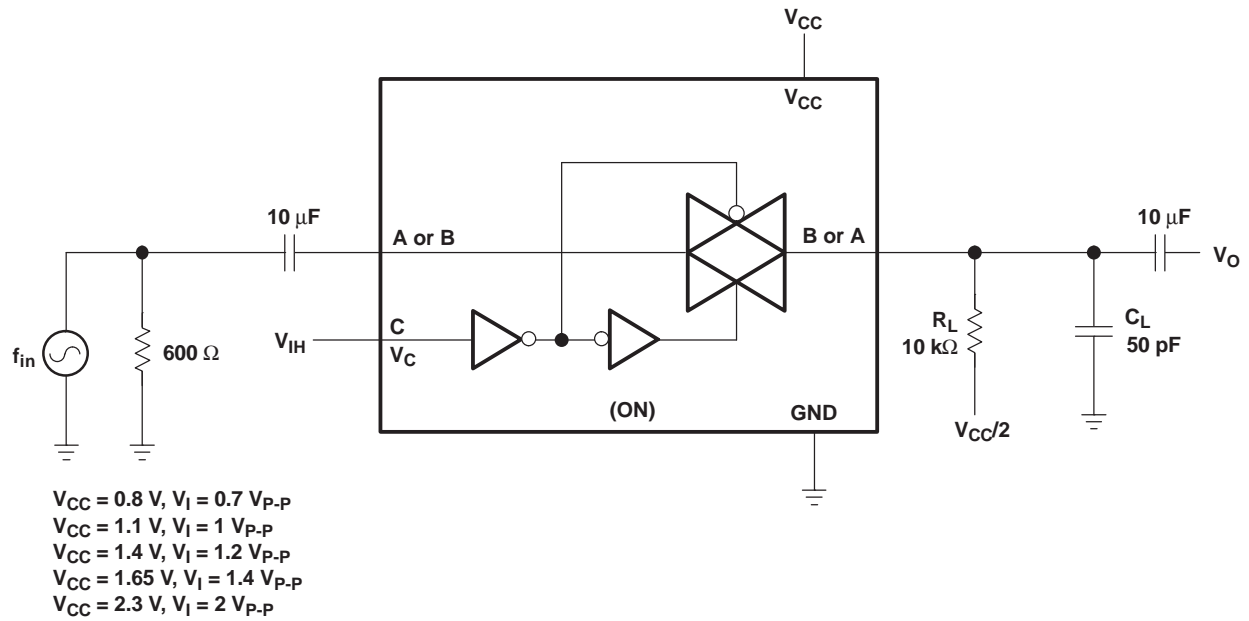 VCC
VCC
10 μF
A or B
B or A
10 μF
VO
fin
600 Ω
VIH
C
VC
RL
10 kΩ
CL
50 pF
(ON)
GND
VCC/2
VCC = 0.8 V, VI = 0.7 VP-P
VCC = 1.1 V, VI = 1 VP-P
VCC = 1.4 V, VI = 1.2 VP-P
VCC = 1.65 V, VI = 1.4 VP-P
VCC = 2.3 V, VI = 2 VP-P